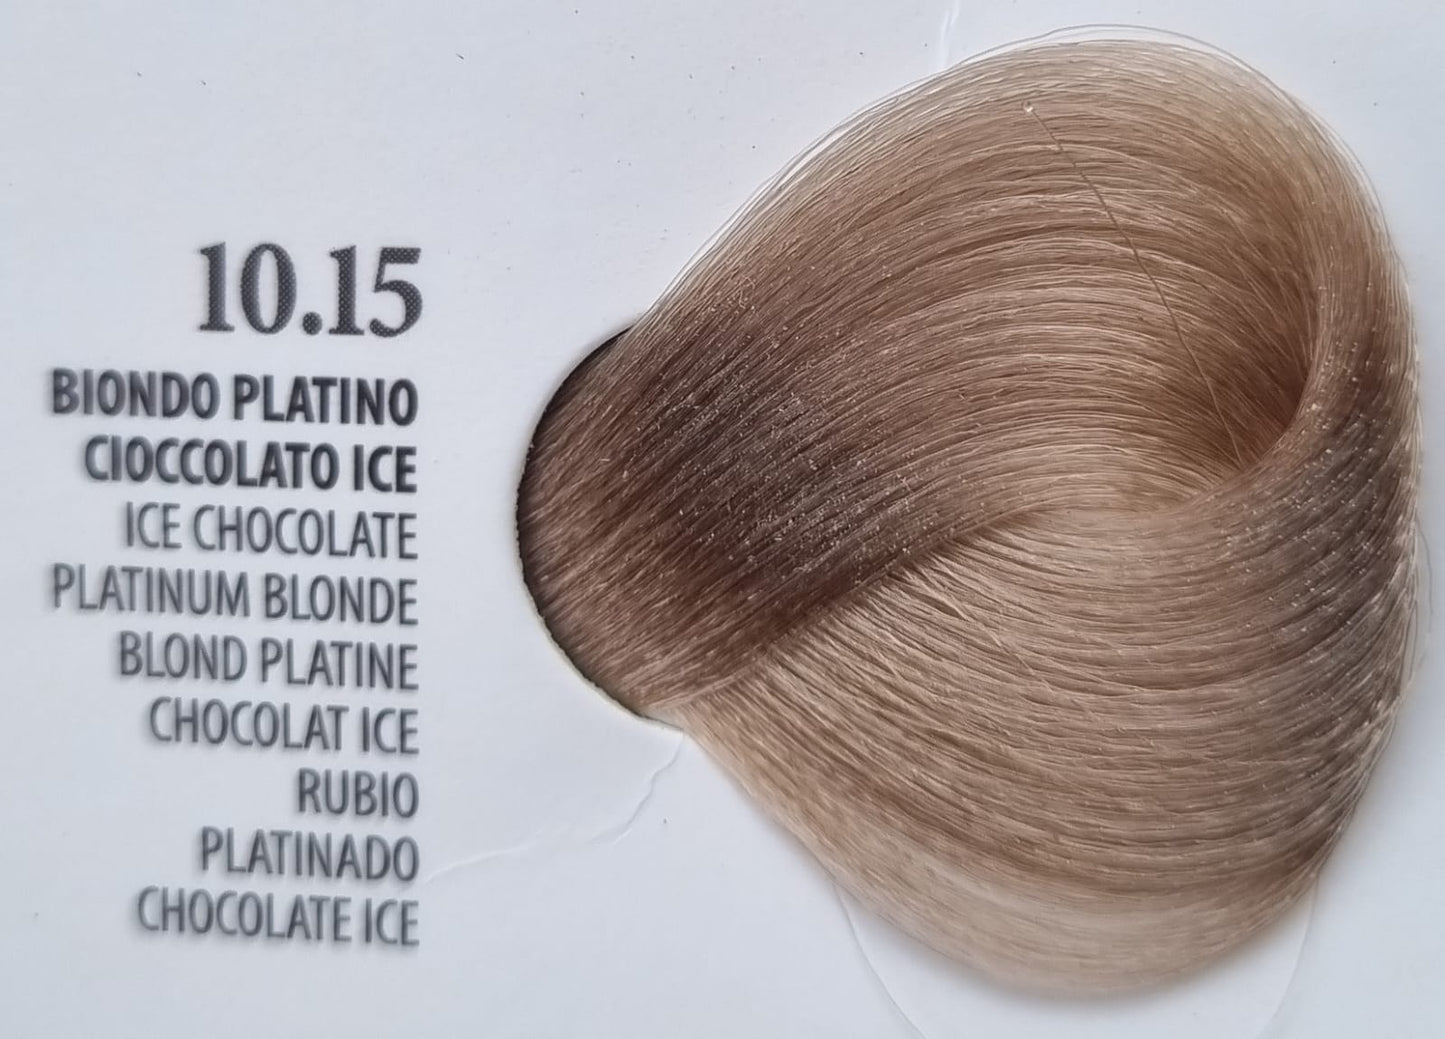 10.15
BIONDO PLATINO
CIOCCOLATO ICE
ICE CHOCOLATE
PLATINUM BLONDE
BLOND PLATINE
CHOCOLAT ICE
RUBIO
PLATINADO
CHOCOLATE ICE